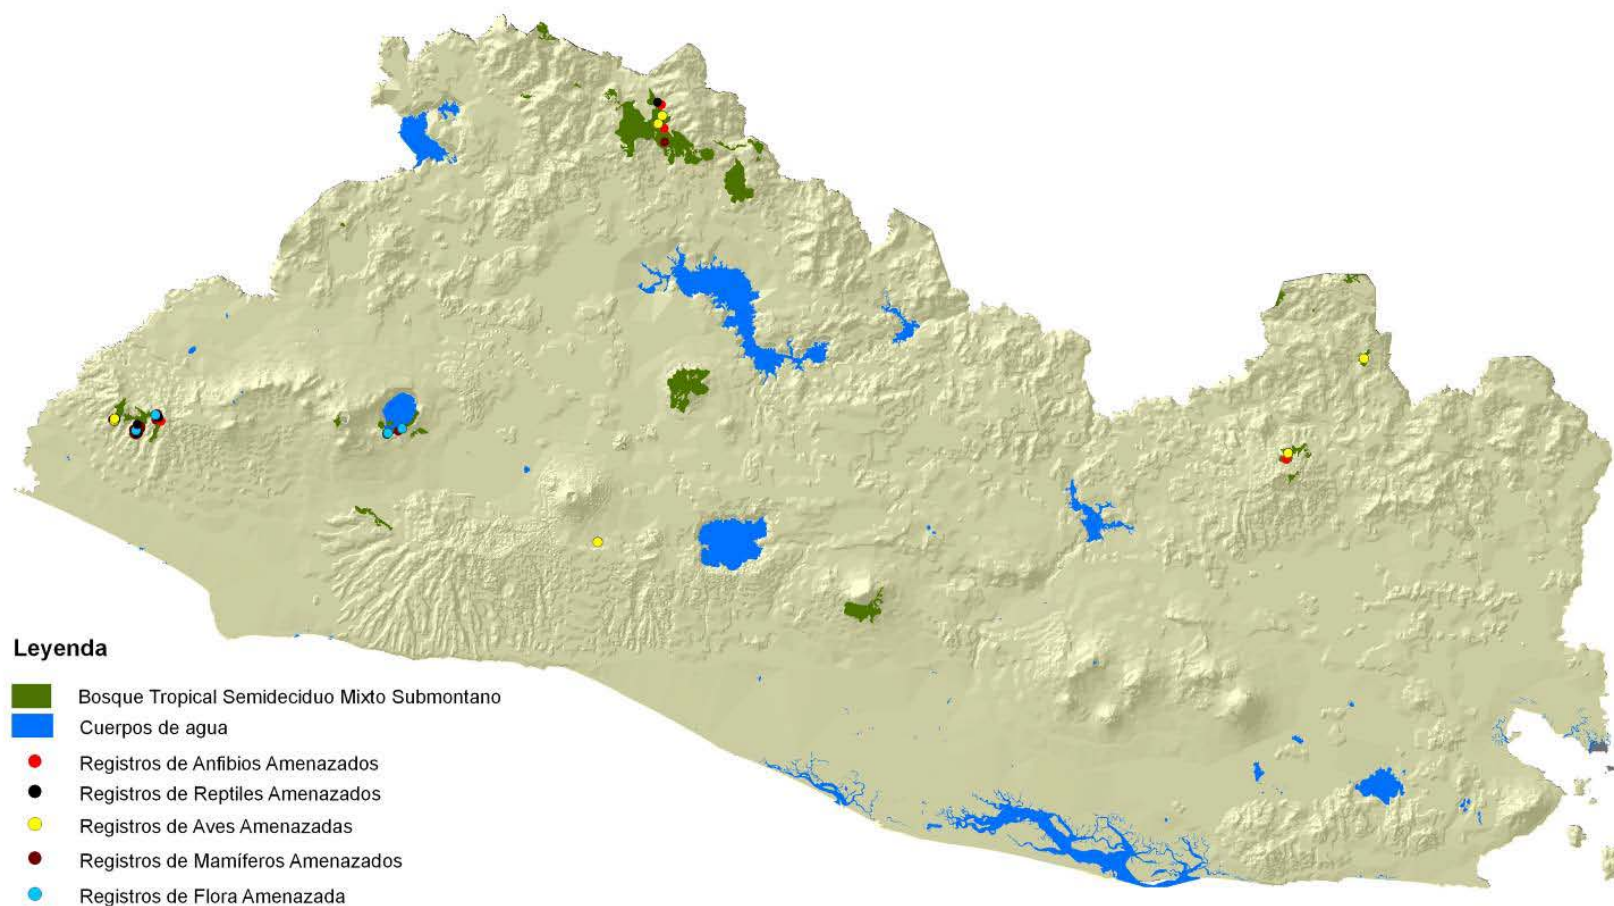 Leyenda
Bosque Tropical Semideciduo Mixto Submontano
Cuerpos de agua
Registros de Anfibios Amenazados
Registros de Reptiles Amenazados
Registros de Aves Amenazadas
Registros de Mamíferos Amenazados
Registros de Flora Amenazada